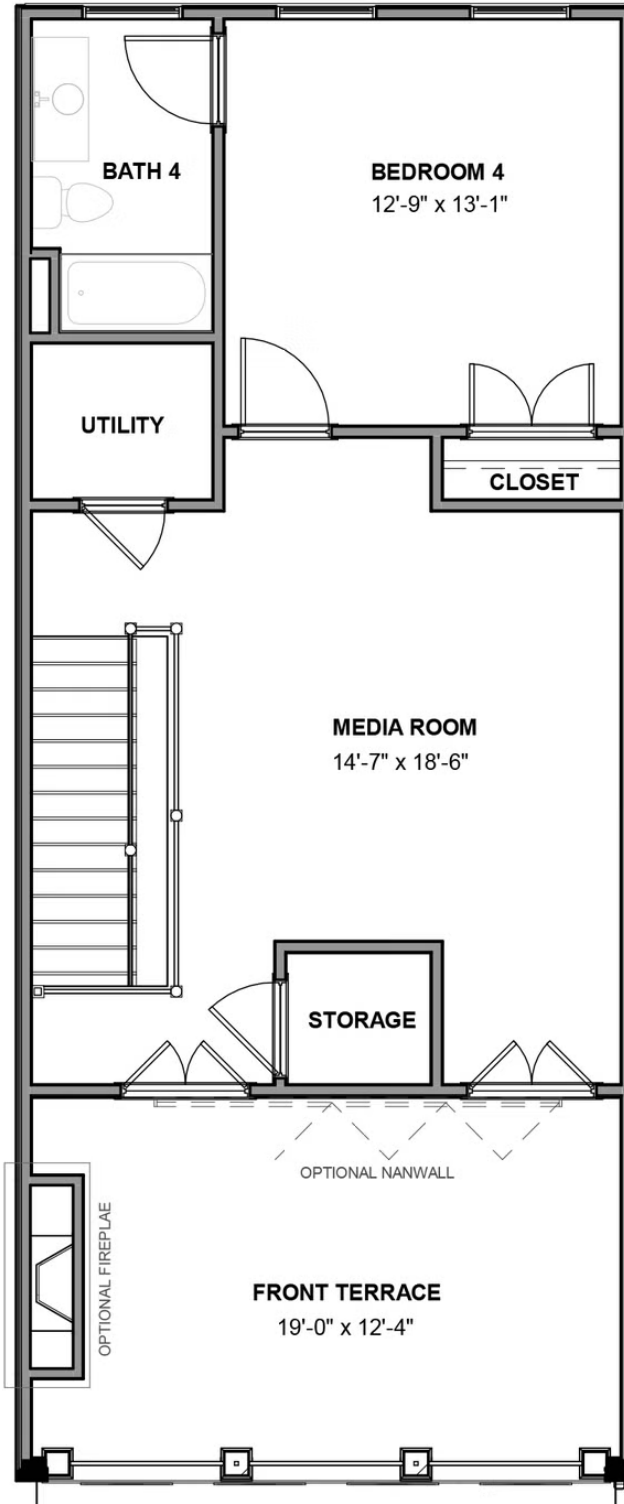 BATH 4
BEDROOM 4
12'-9" x 13'-1"
UTILITY
CLOSET
MEDIA ROOM
14'-7" x 18'-6"
STORAGE
OPTIONAL NANWALL
OPTIONAL FIREPLAE
FRONT TERRACE
19'-0" x 12'-4"